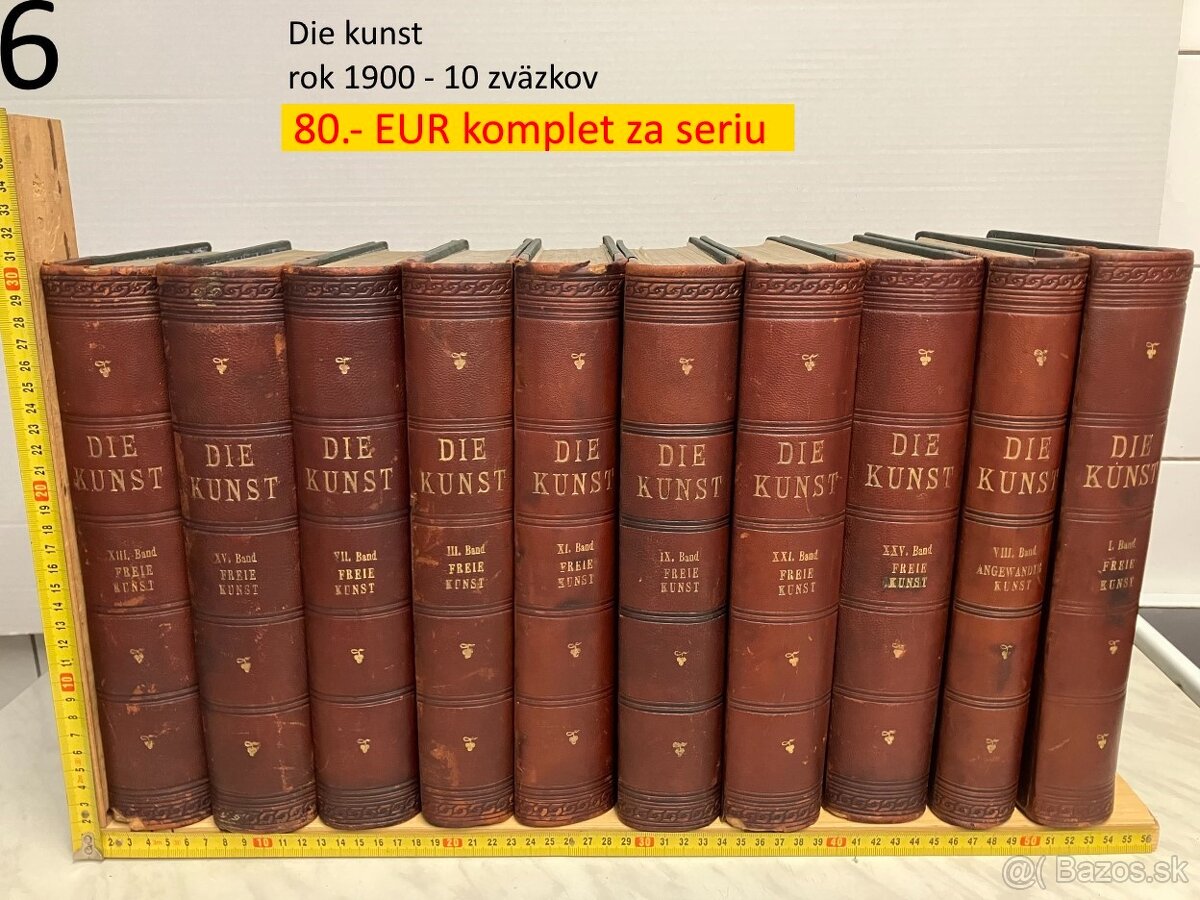 6
Die kunst
rok 1900 - 10 zväzkov
80.- EUR komplet za seriu
DIE
KUNST
XIII. Band
FREIE
KUNST
DIE
KUNST
XV. Band
FREIE
KUNST
DIE
KUNST
VII. Band
FREIE
KUNST
DIE
KUNST
III. Band
FREIE
KUNST
DIE
KUNST
XI. Band
FREIE
KUNST
DIE
KUNST
IX. Band
FREIE
KUNST
DIE
KUNST
XXI. Band
FREIE
KUNST
DIE
KUNST
XXV. Band
FREIE
KUNST
DIE
KUNST
VIII. Band
ANGEWANDTE
KUNST
DIE
KUNST
I. Band
FREIE
KUNST
@( Bazos.sk